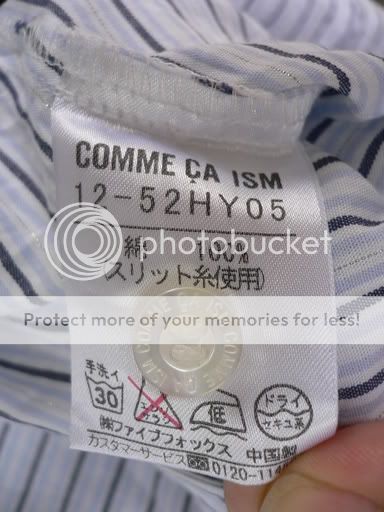 COMME ÇA ISM
12-52HY05
photobucket
綿 100%
スリット糸(使用)
Protect more of your memories for less!
手洗イ
30
低
ドライ
セキユ系
㈱ファイブフォックス 中国製
カスタマーサービス 0120-114